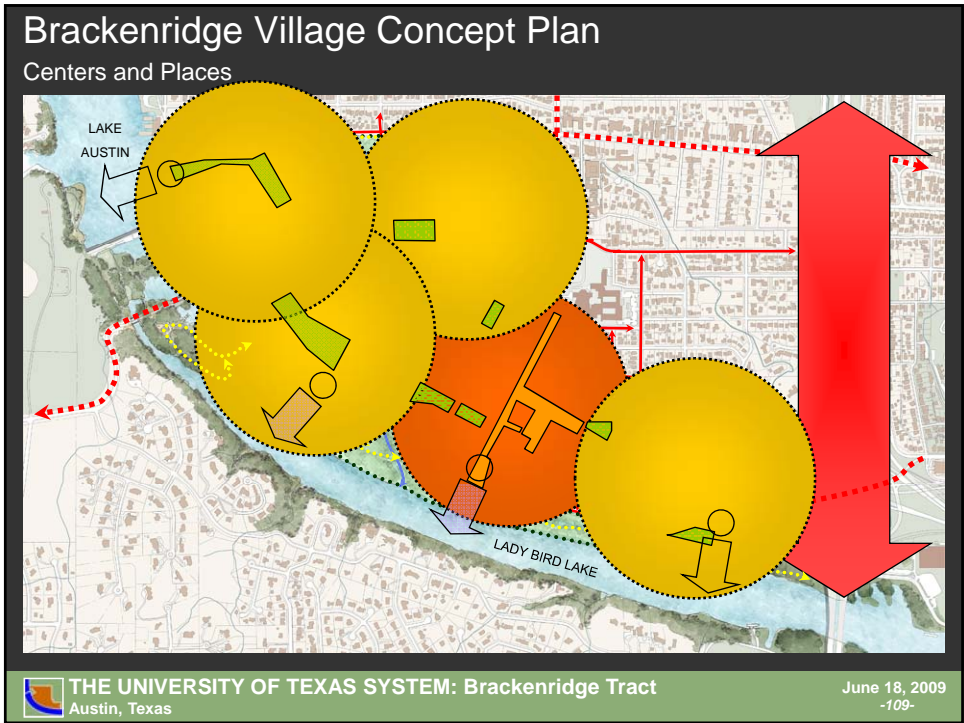 Brackenridge Village Concept Plan
Centers and Places
LAKE
AUSTIN
LADY BIRD LAKE
THE UNIVERSITY OF TEXAS SYSTEM: Brackenridge Tract
Austin, Texas
June 18, 2009
-109-